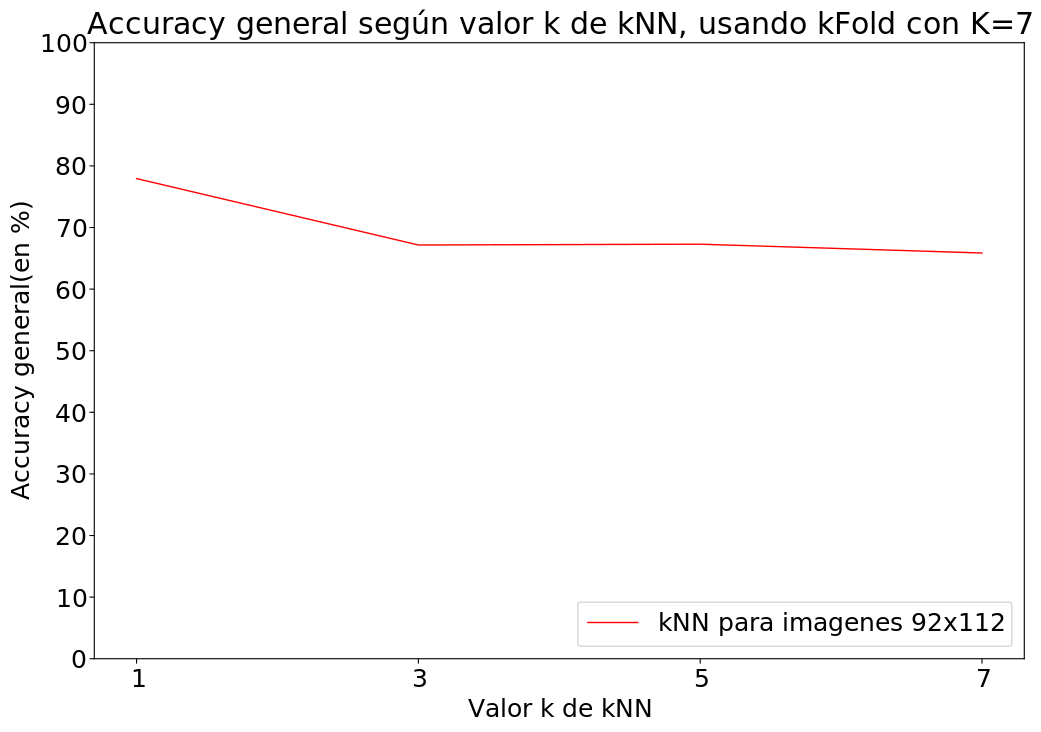 Accuracy general según valor k de kNN, usando kFold con K=7
100
90
80
70
60
50
40
30
20
10
0
Accuracy general(en %)
kNN para imagenes 92x112
1 3 5 7
Valor k de kNN